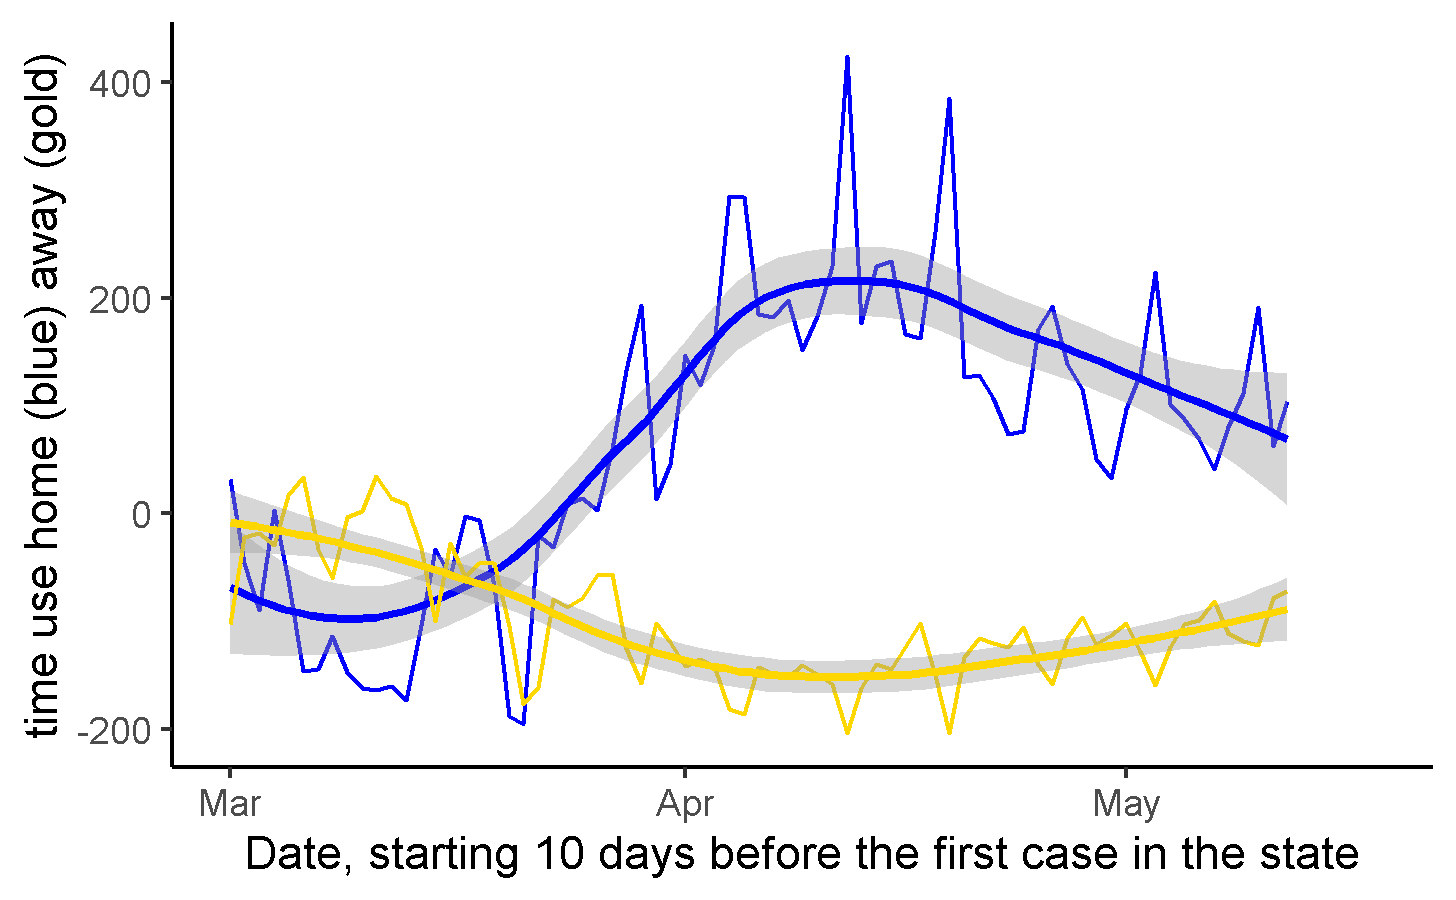 time use home (blue) away (gold)
400
200
0
-200
Mar
Apr
May
Date, starting 10 days before the first case in the state